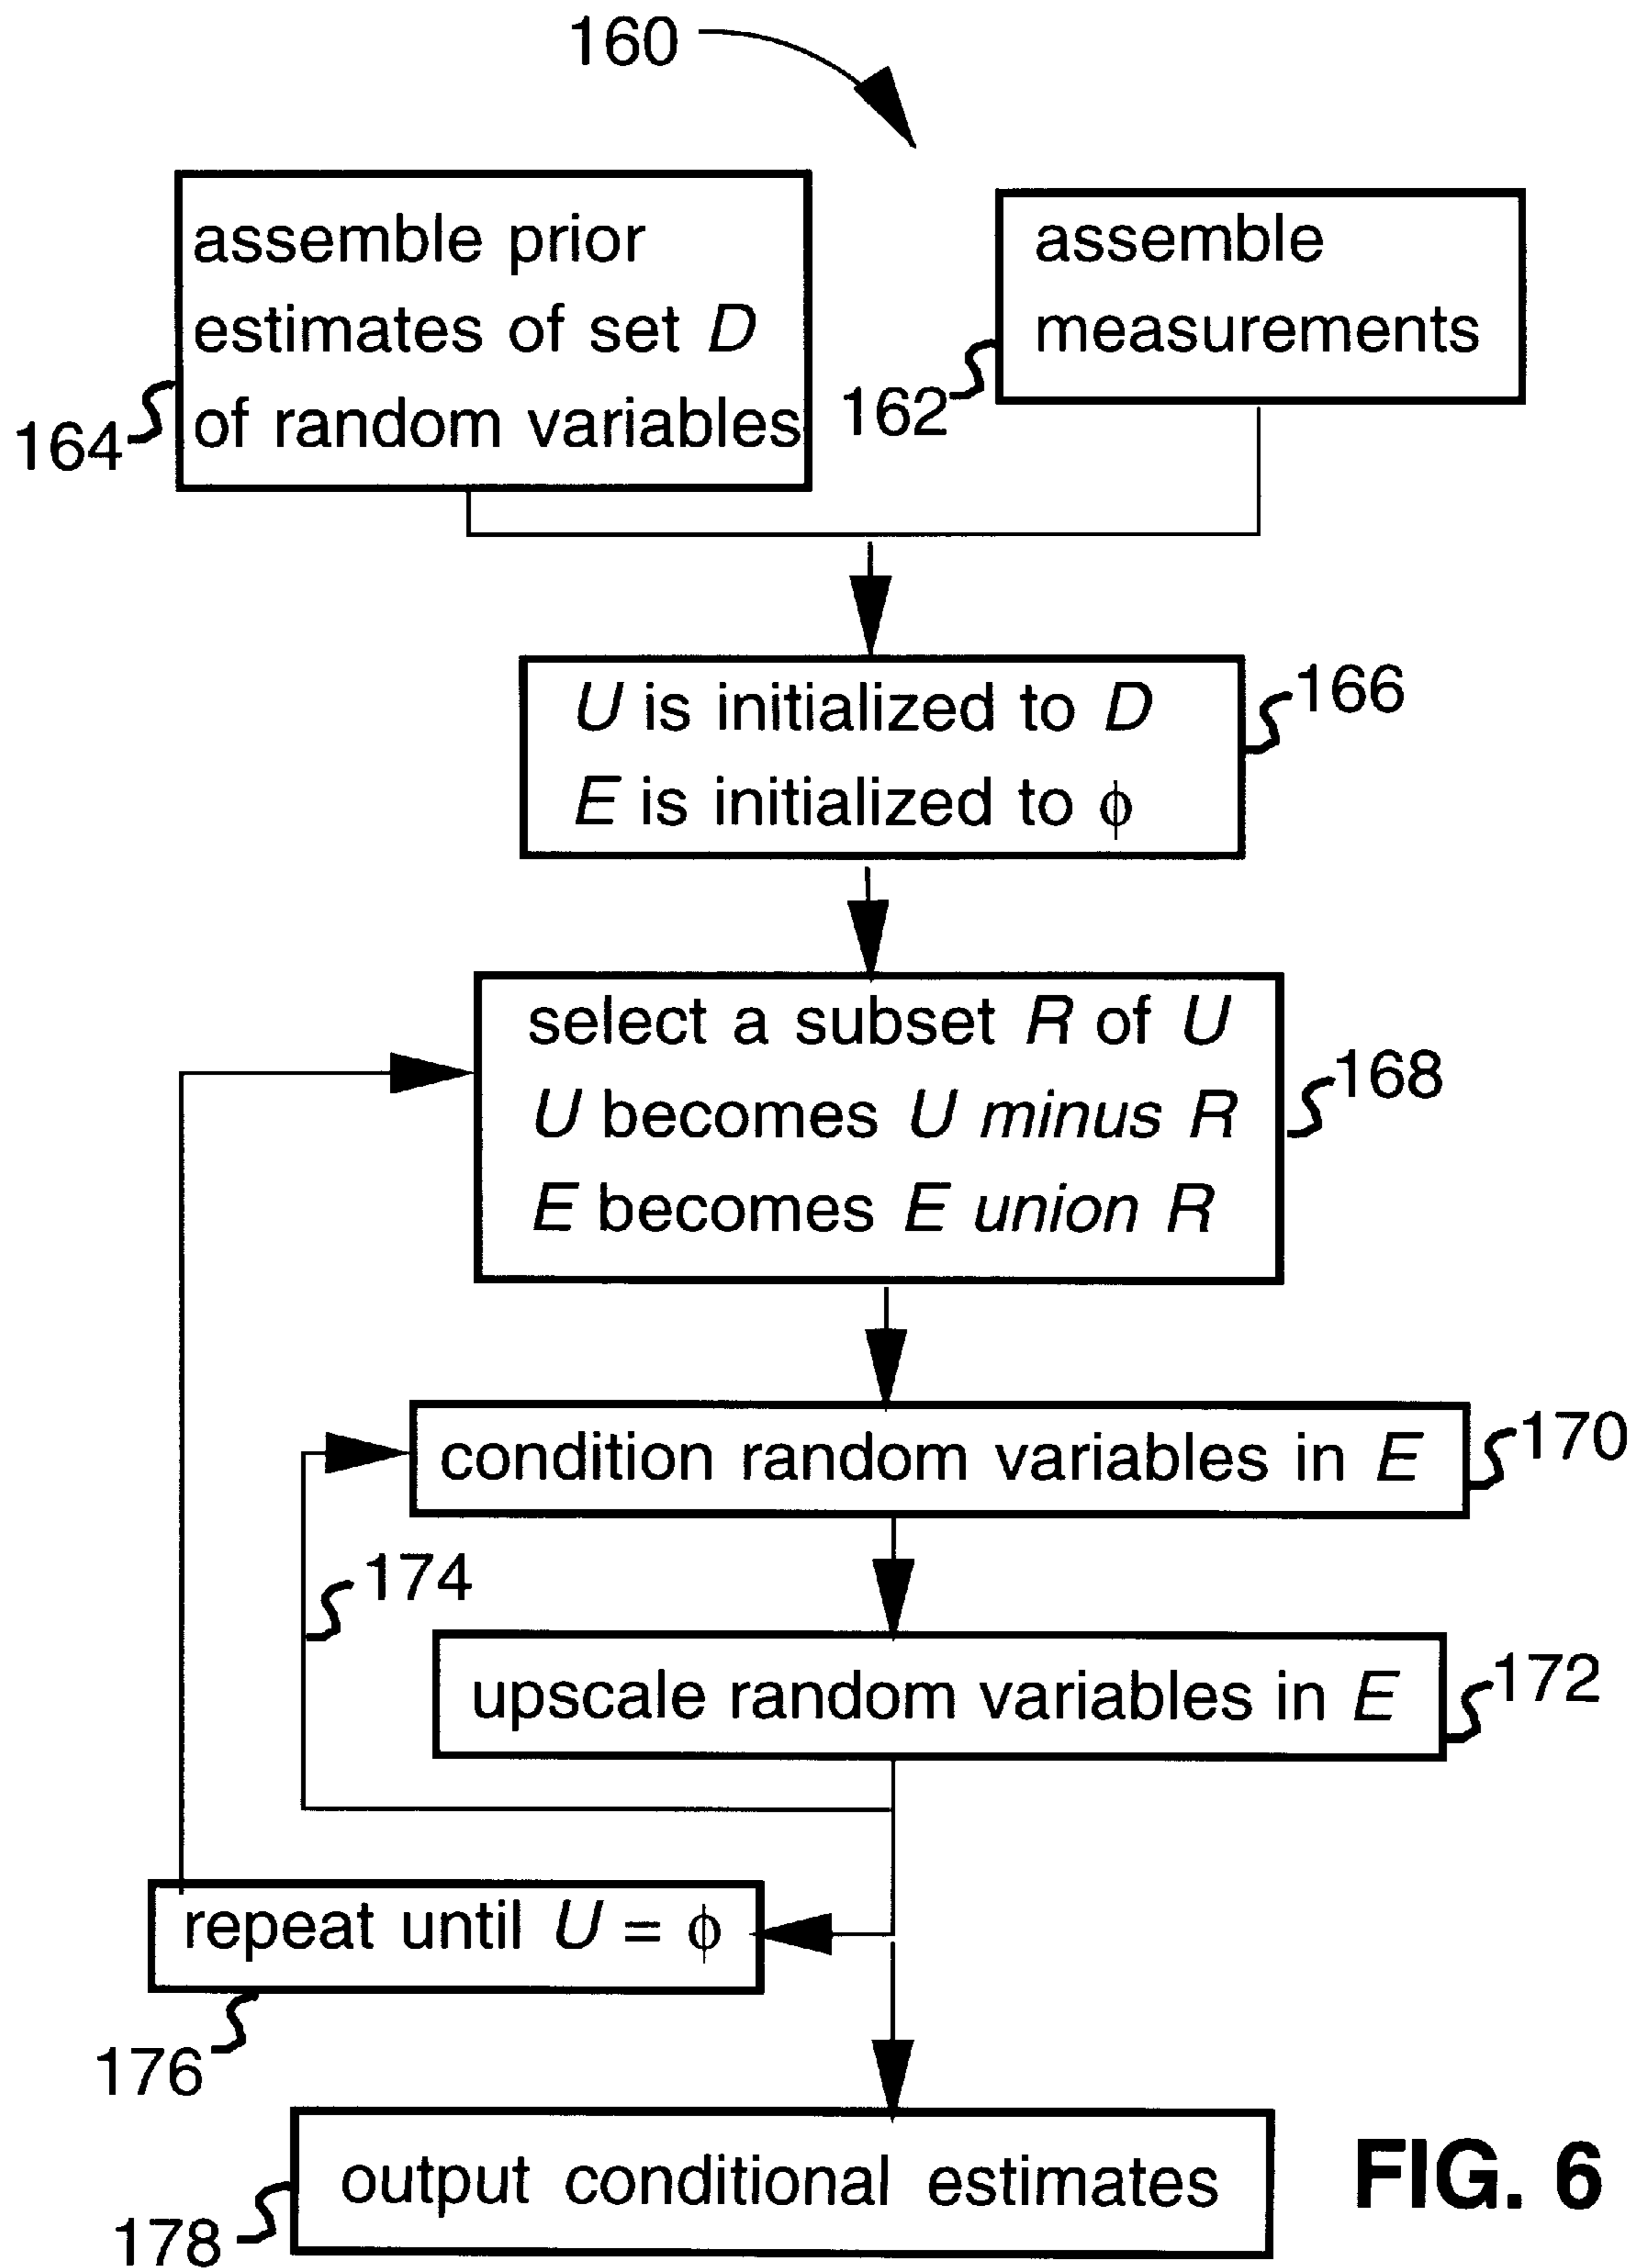 160
assemble prior
estimates of set D
of random variables
164
assemble
measurements
162
U is initialized to D
E is initialized to ϕ
166
select a subset R of U
U becomes U minus R
E becomes E union R
168
condition random variables in E
170
174
upscale random variables in E
172
repeat until U = ϕ
176
output conditional estimates
178
FIG. 6